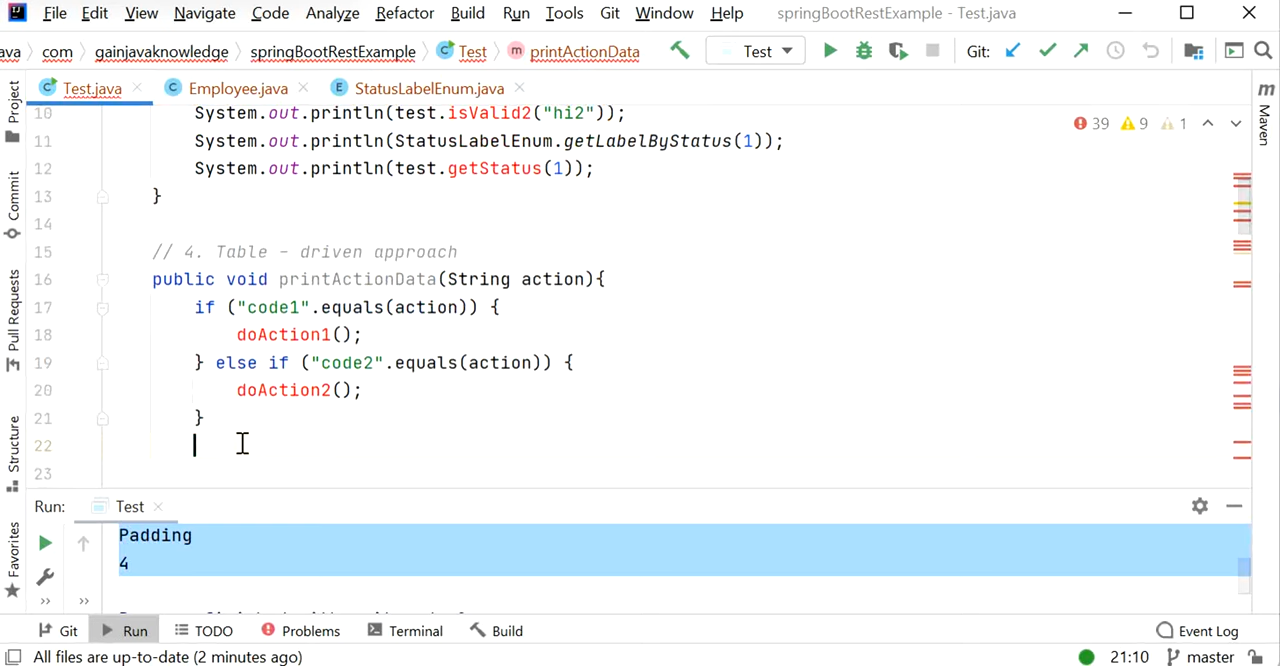 File Edit View Navigate Code Analyze Refactor Build Run Tools Git Window Help springBootRestExample - Test.java
ava com gainjavaknowledge springBootRestExample Test printActionData Test Git:
Test.java Employee.java StatusLabelEnum.java
10 System.out.println(test.isValid2("hi2"));
11 System.out.println(StatusLabelEnum.getLabelByStatus(1));
12 System.out.println(test.getStatus(1));
13 }
14
15 // 4. Table - driven approach
16 public void printActionData(String action){
17 if ("code1".equals(action)) {
18 doAction1();
19 } else if ("code2".equals(action)) {
20 doAction2();
21 }
22
23
39 9 1
Project
Commit
Pull Requests
Structure
Favorites
m
Maven
Run: Test
Padding
4
Git Run TODO Problems Terminal Build Event Log
All files are up-to-date (2 minutes ago) 21:10 master